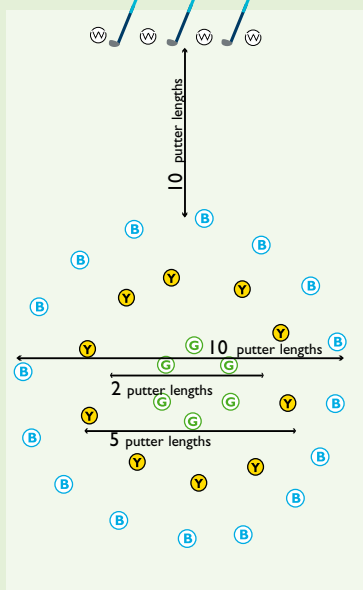 W W W W
10 putter lengths
B B
B
B
Y
B Y Y
B
Y
Y G 10 putter lengths B
B G G
2 putter lengths
G G Y B
Y G
B 5 putter lengths
Y Y B
B Y
B
B
B B